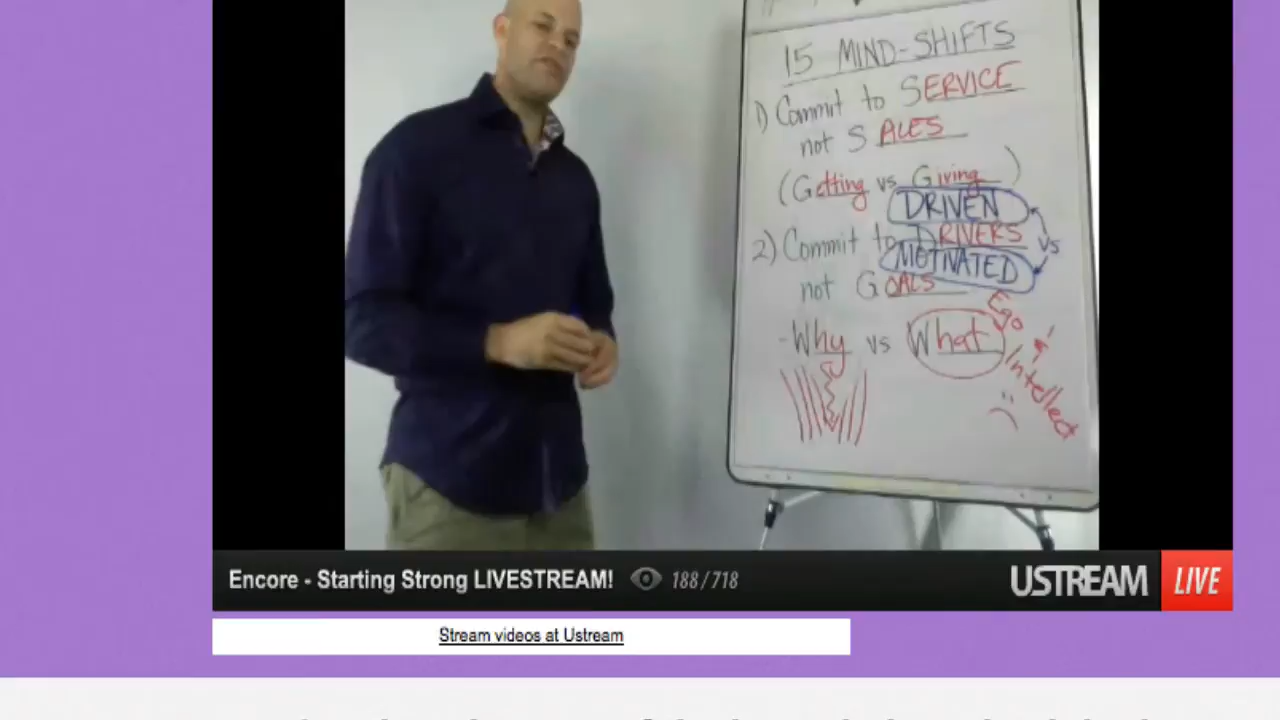 15 MIND-SHIFTS
1) Commit to SERVICE
not SALES
(Getting vs Giving)
DRIVEN
2) Commit to DRIVERS
vs
MOTIVATED
not GOALS
Ego
- Why vs What
&
Intellect
Encore - Starting Strong LIVESTREAM! 188/718 USTREAM LIVE
Stream videos at Ustream